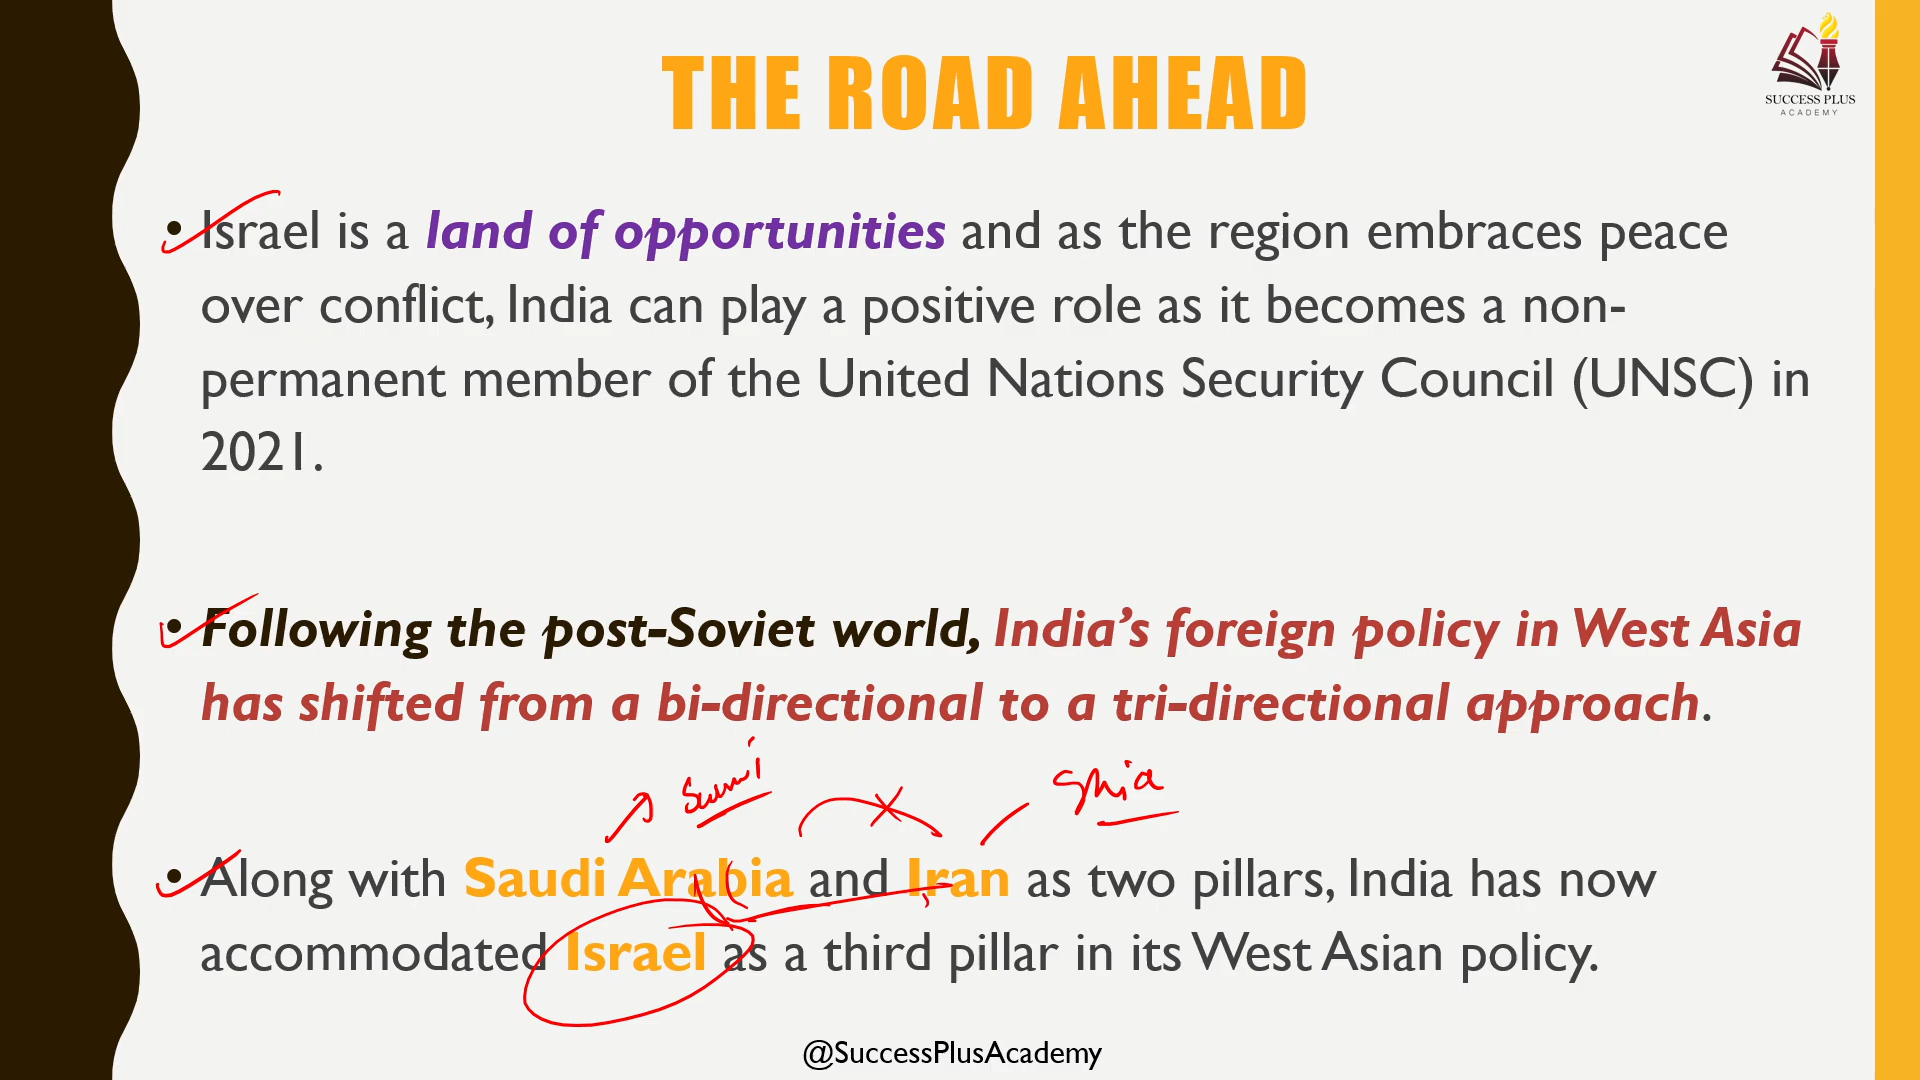 THE ROAD AHEAD
SUCCESS PLUS
ACADEMY
• Israel is a land of opportunities and as the region embraces peace
over conflict, India can play a positive role as it becomes a non-
permanent member of the United Nations Security Council (UNSC) in
2021.
• Following the post-Soviet world, India’s foreign policy in West Asia
has shifted from a bi-directional to a tri-directional approach.
Sunni
Shia
• Along with Saudi Arabia and Iran as two pillars, India has now
accommodated Israel as a third pillar in its West Asian policy.
@SuccessPlusAcademy